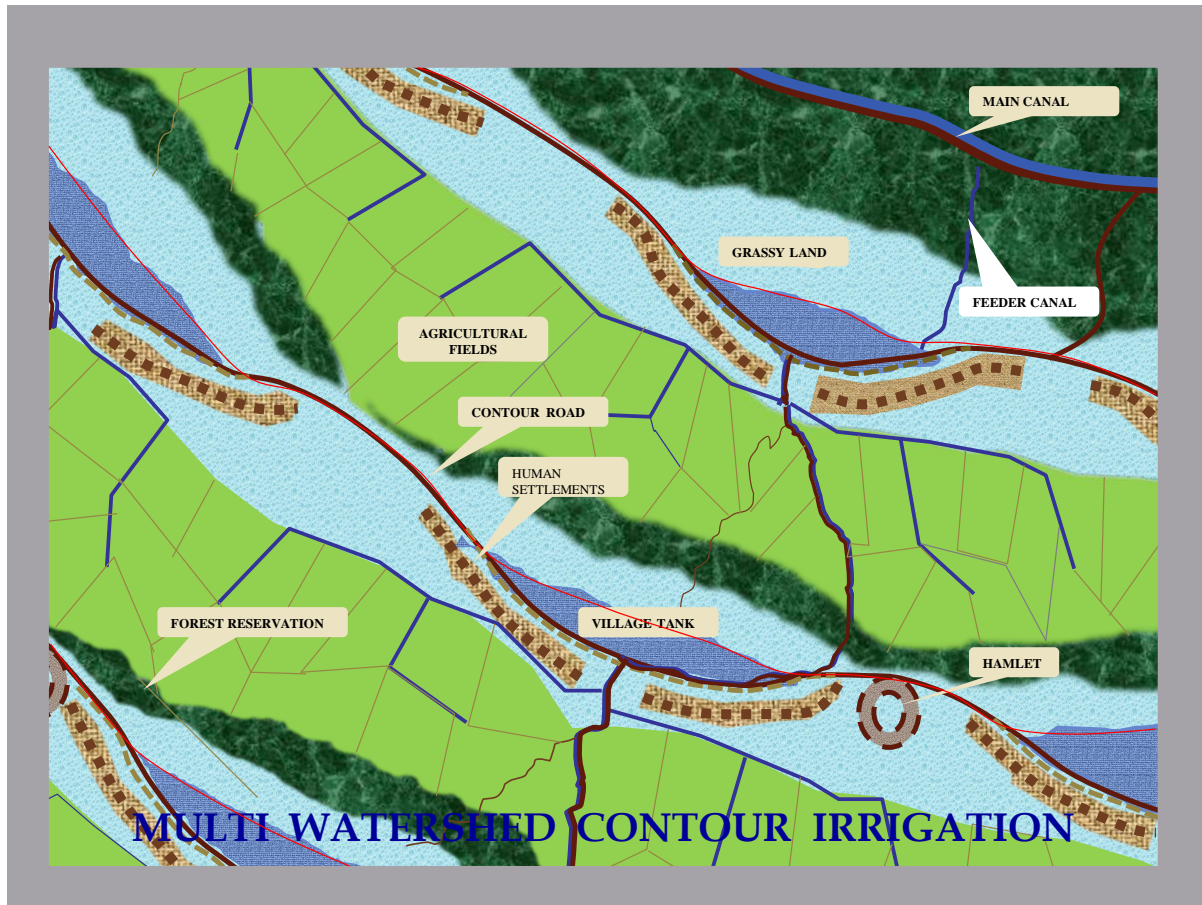 MAIN CANAL
GRASSY LAND
FEEDER CANAL
AGRICULTURAL
FIELDS
CONTOUR ROAD
HUMAN
SETTLEMENTS
FOREST RESERVATION
VILLAGE TANK
HAMLET
MULTI WATERSHED CONTOUR IRRIGATION